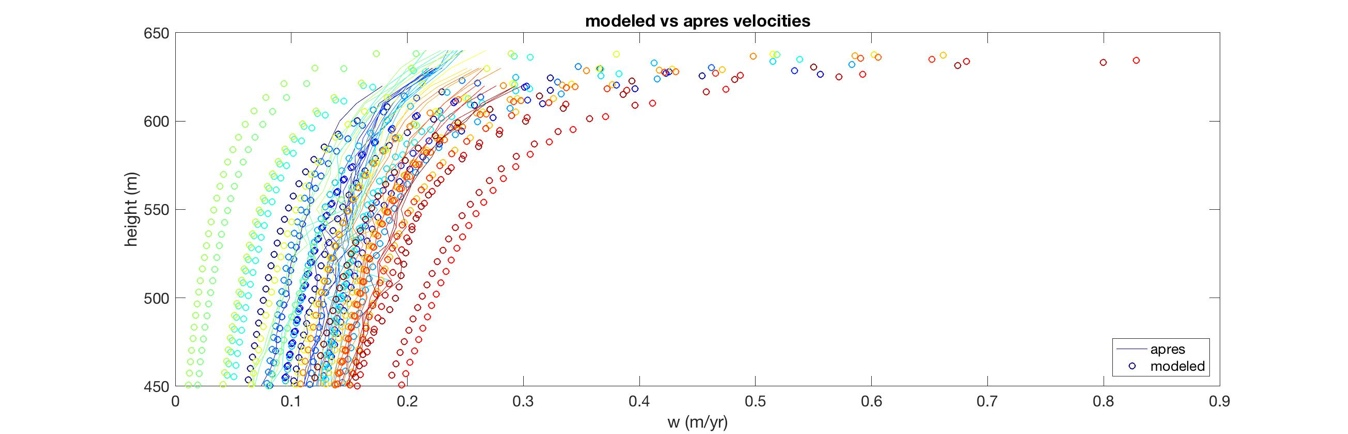 modeled vs apres velocities
650
600
550
500
450
height (m)
0 0.1 0.2 0.3 0.4 0.5 0.6 0.7 0.8 0.9
w (m/yr)
apres
modeled